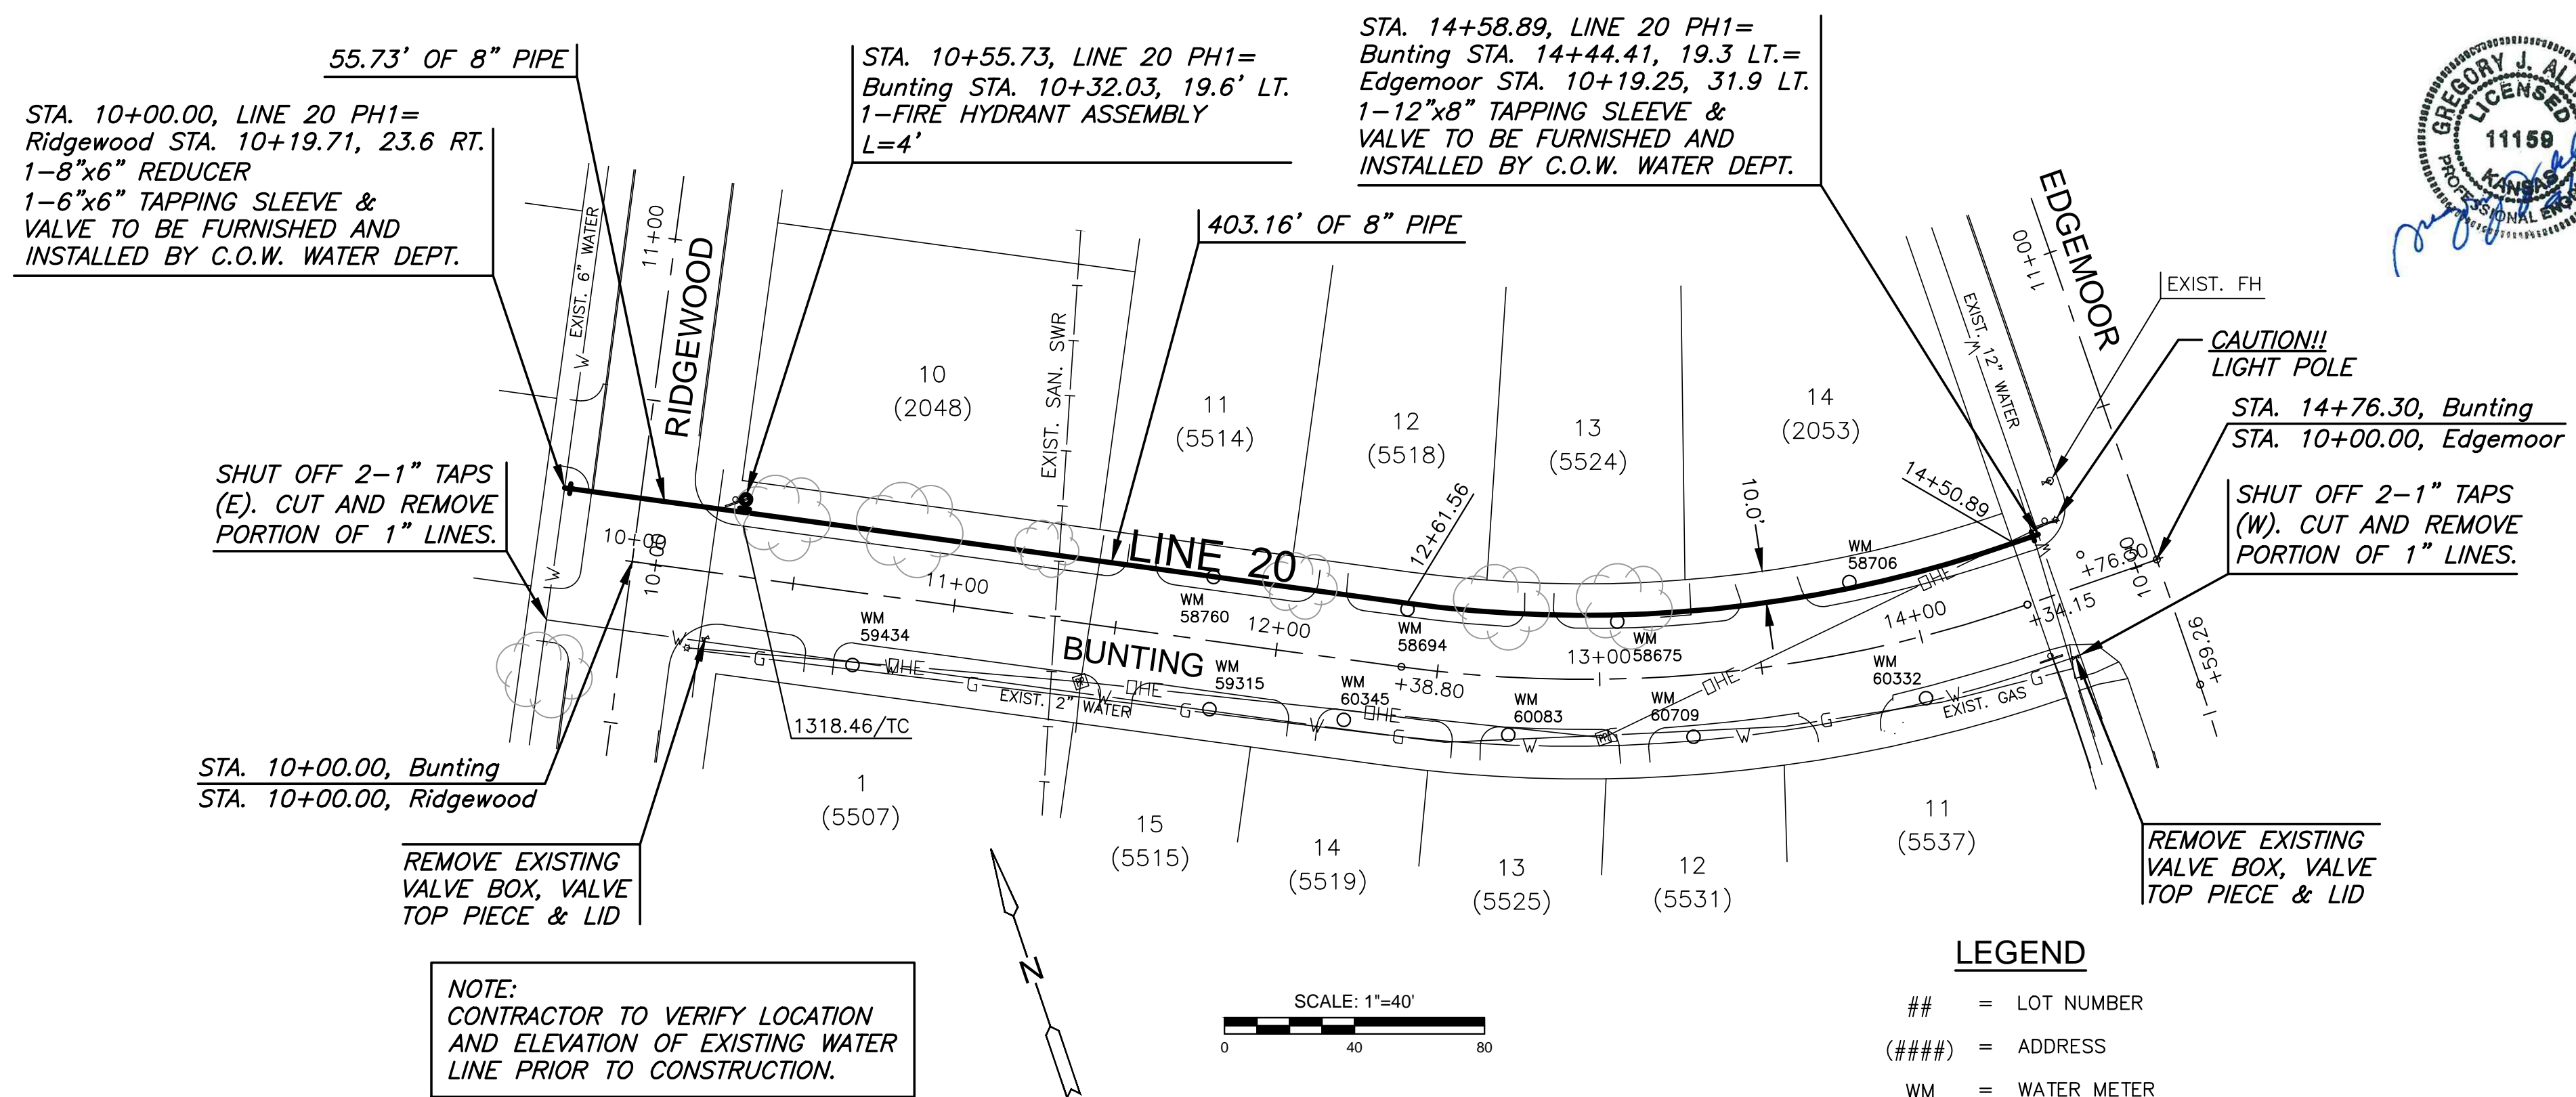 55.73' OF 8" PIPE
STA. 10+00.00, LINE 20 PH1=
Ridgewood STA. 10+19.71, 23.6 RT.
1-8"x6" REDUCER
1-6"x6" TAPPING SLEEVE &
VALVE TO BE FURNISHED AND
INSTALLED BY C.O.W. WATER DEPT.
STA. 10+55.73, LINE 20 PH1=
Bunting STA. 10+32.03, 19.6' LT.
1-FIRE HYDRANT ASSEMBLY
L=4'
STA. 14+58.89, LINE 20 PH1=
Bunting STA. 14+44.41, 19.3 LT.=
Edgemoor STA. 10+19.25, 31.9 LT.
1-12"x8" TAPPING SLEEVE &
VALVE TO BE FURNISHED AND
INSTALLED BY C.O.W. WATER DEPT.
LICENSED
11159
KANSAS
403.16' OF 8" PIPE
W EXIST. 6" WATER
W
11+00
RIDGEWOOD
EXIST. SAN. SWR
EDGEMOOR
11+00
EXIST. 12" WATER
W
EXIST. FH
CAUTION!!
LIGHT POLE
STA. 14+76.30, Bunting
STA. 10+00.00, Edgemoor
SHUT OFF 2-1" TAPS
(E). CUT AND REMOVE
PORTION OF 1" LINES.
SHUT OFF 2-1" TAPS
(W). CUT AND REMOVE
PORTION OF 1" LINES.
10
(2048)
11
(5514)
12
(5518)
13
(5524)
14
(2053)
12+61.56
10.0'
14+50.89
LINE 20
10+00
10+00
11+00
12+00
13+00
14+00
10+00
+76.30
+34.15
+59.26
+38.80
BUNTING
WM
59434
WM
58760
WM
58694
WM
58675
WM
58706
WM
59315
WM
60345
WM
60083
WM
60709
WM
60332
W
W
G
OHE
G
EXIST. 2" WATER
W
OHE
G
W
OHE
G
W
OHE
W
G
W
EXIST. GAS
G
OHE
W
1318.46/TC
STA. 10+00.00, Bunting
STA. 10+00.00, Ridgewood
REMOVE EXISTING
VALVE BOX, VALVE
TOP PIECE & LID
1
(5507)
15
(5515)
14
(5519)
13
(5525)
12
(5531)
11
(5537)
REMOVE EXISTING
VALVE BOX, VALVE
TOP PIECE & LID
NOTE:
CONTRACTOR TO VERIFY LOCATION
AND ELEVATION OF EXISTING WATER
LINE PRIOR TO CONSTRUCTION.
N
SCALE: 1"=40'
0 40 80
LEGEND
## = LOT NUMBER
(####) = ADDRESS
WM = WATER METER